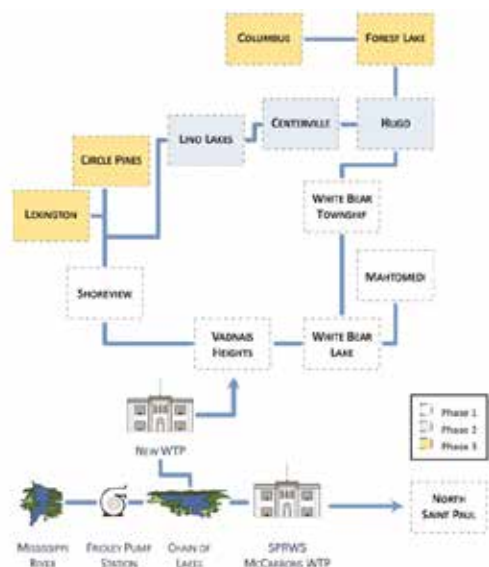 COLUMBUS
FOREST LAKE
CENTERVILLE
HUGO
LINO LAKES
CIRCLE PINES
LEXINGTON
WHITE BEAR
TOWNSHIP
MAHTOMEDI
SHOREVIEW
VADNAIS
HEIGHTS
WHITE BEAR
LAKE
NEW WTP
Phase 1
Phase 2
Phase 3
NORTH
SAINT PAUL
MISSISSIPPI
RIVER
FRIDLEY PUMP
STATION
CHAIN OF
LAKES
SPRWS
MCCARRONS WTP